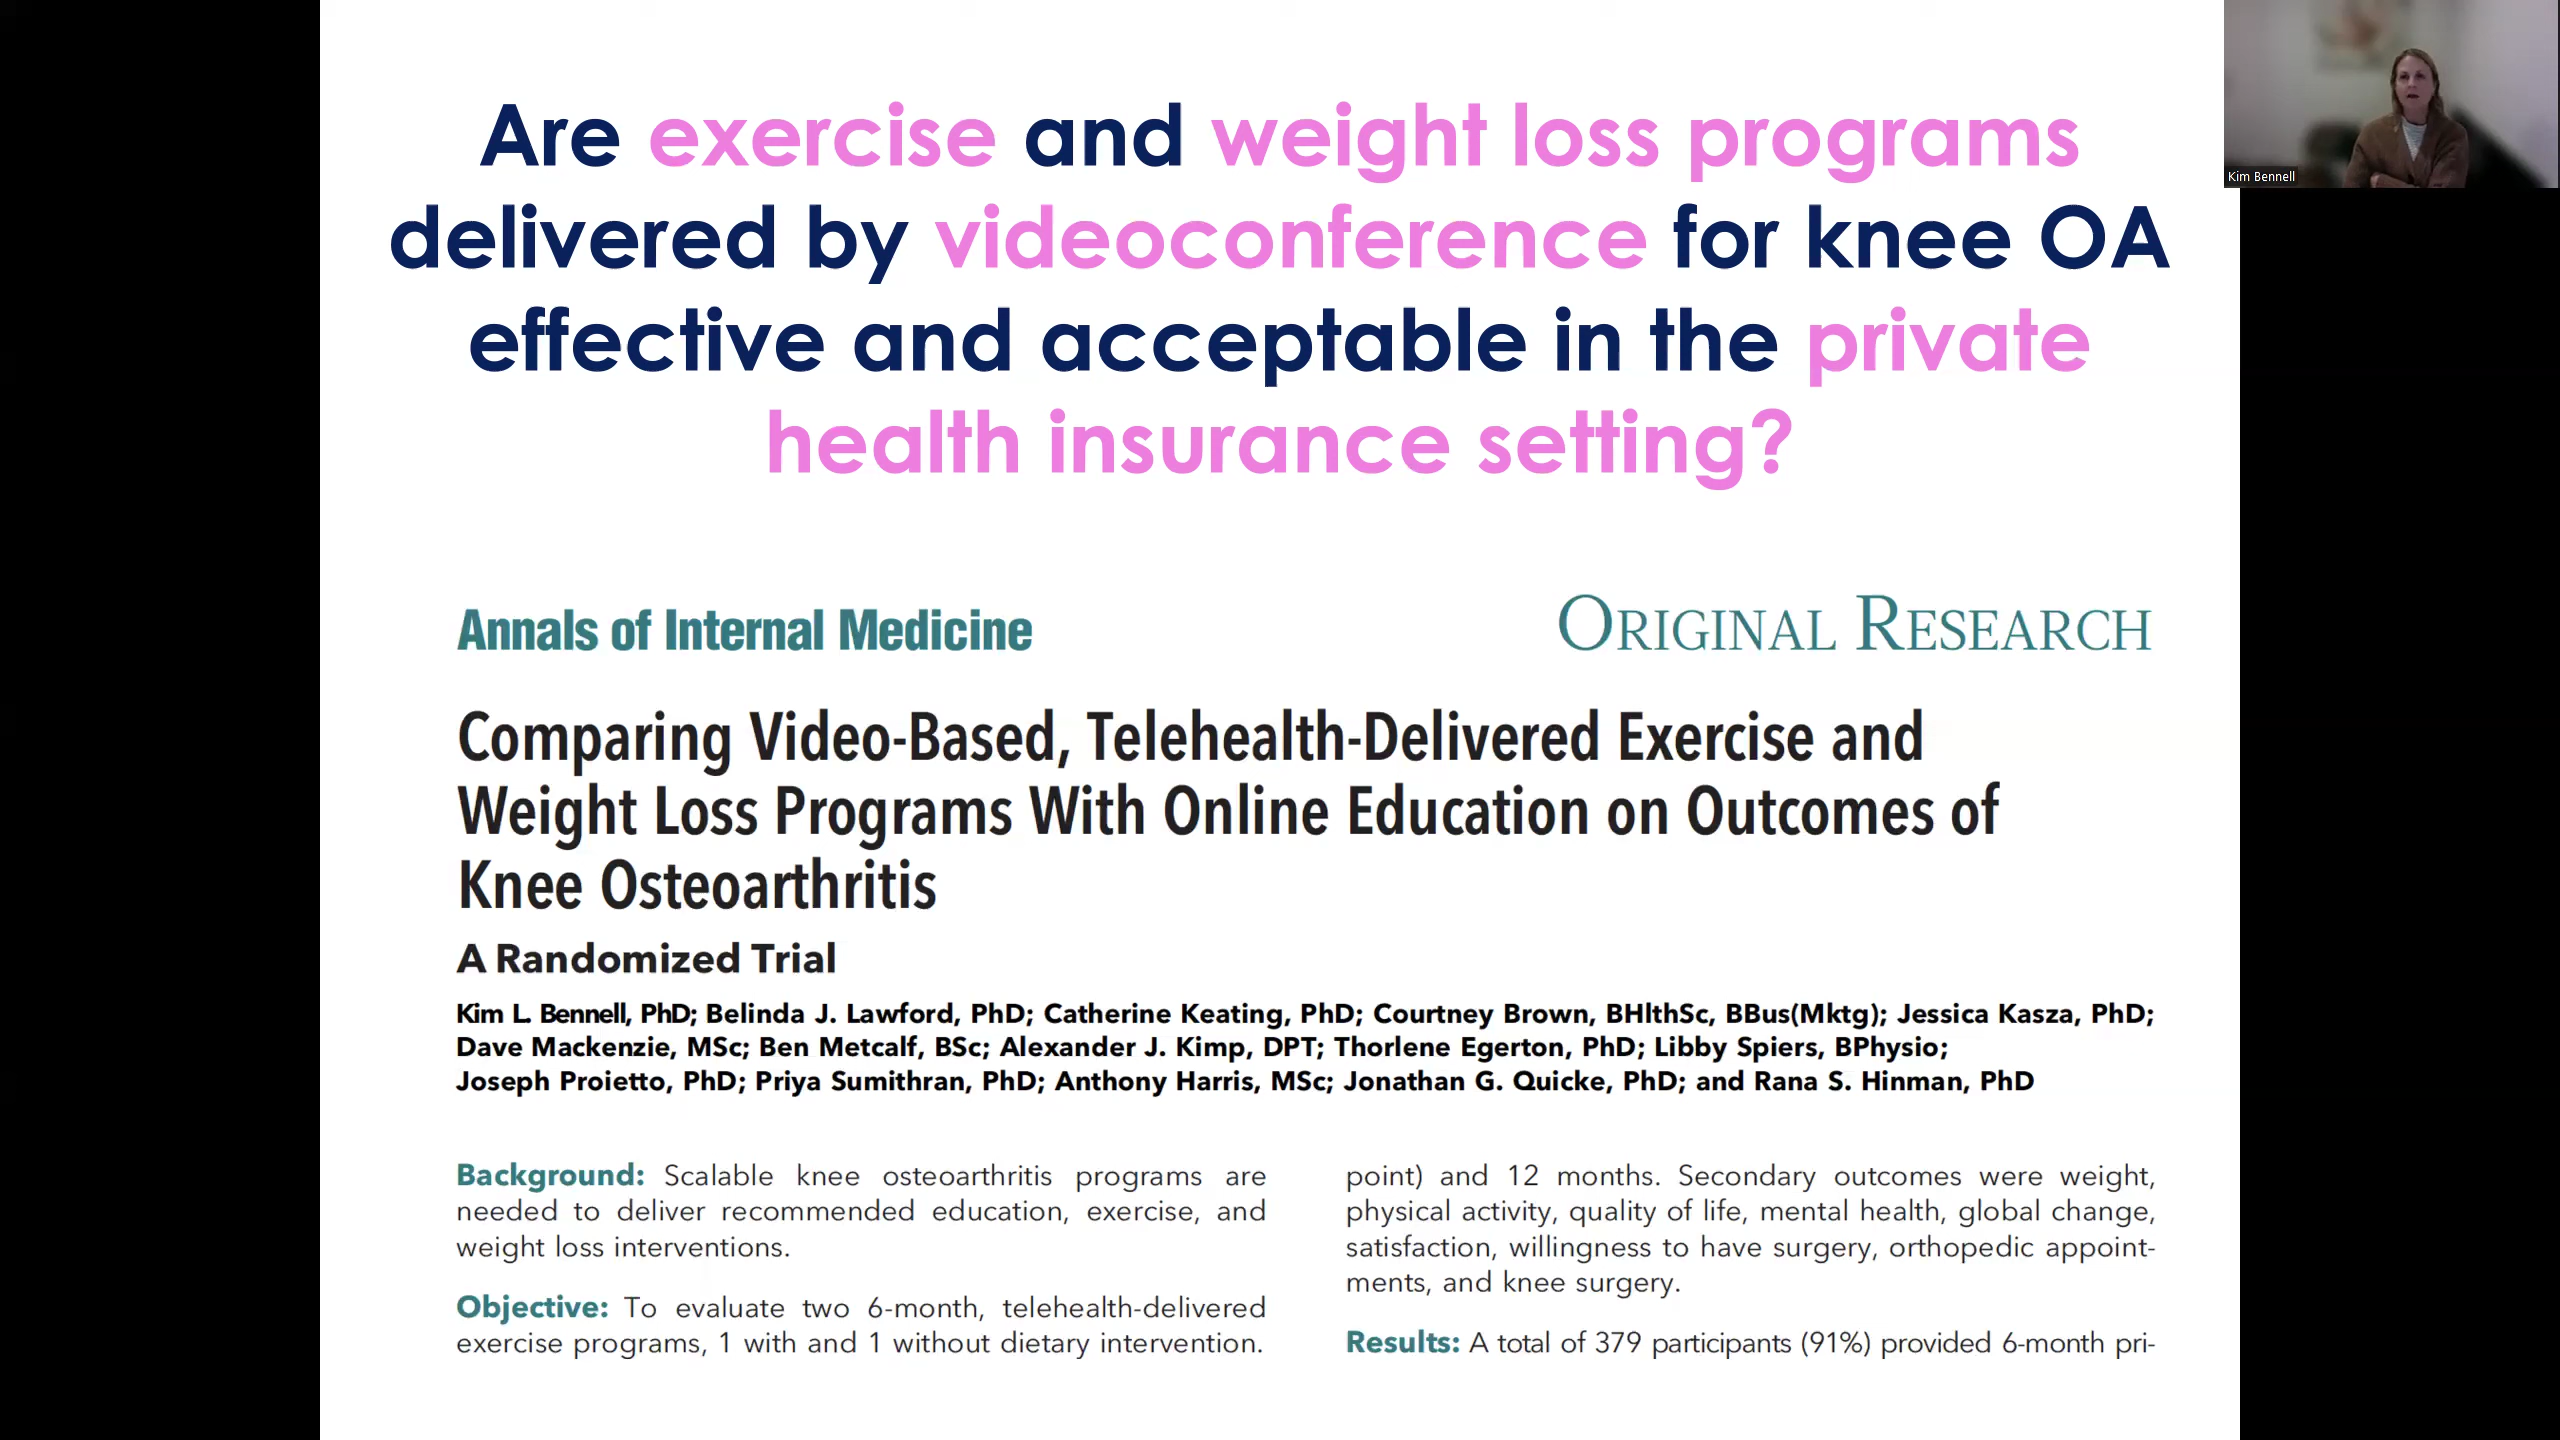 Are exercise and weight loss programs
delivered by videoconference for knee OA
effective and acceptable in the private
health insurance setting?
Kim Bennell
Annals of Internal Medicine
ORIGINAL RESEARCH
Comparing Video-Based, Telehealth-Delivered Exercise and
Weight Loss Programs With Online Education on Outcomes of
Knee Osteoarthritis
A Randomized Trial
Kim L. Bennell, PhD; Belinda J. Lawford, PhD; Catherine Keating, PhD; Courtney Brown, BHlthSc, BBus(Mktg); Jessica Kasza, PhD;
Dave Mackenzie, MSc; Ben Metcalf, BSc; Alexander J. Kimp, DPT; Thorlene Egerton, PhD; Libby Spiers, BPhysio;
Joseph Proietto, PhD; Priya Sumithran, PhD; Anthony Harris, MSc; Jonathan G. Quicke, PhD; and Rana S. Hinman, PhD
Background: Scalable knee osteoarthritis programs are
needed to deliver recommended education, exercise, and
weight loss interventions.
Objective: To evaluate two 6-month, telehealth-delivered
exercise programs, 1 with and 1 without dietary intervention.
point) and 12 months. Secondary outcomes were weight,
physical activity, quality of life, mental health, global change,
satisfaction, willingness to have surgery, orthopedic appoint-
ments, and knee surgery.
Results: A total of 379 participants (91%) provided 6-month pri-